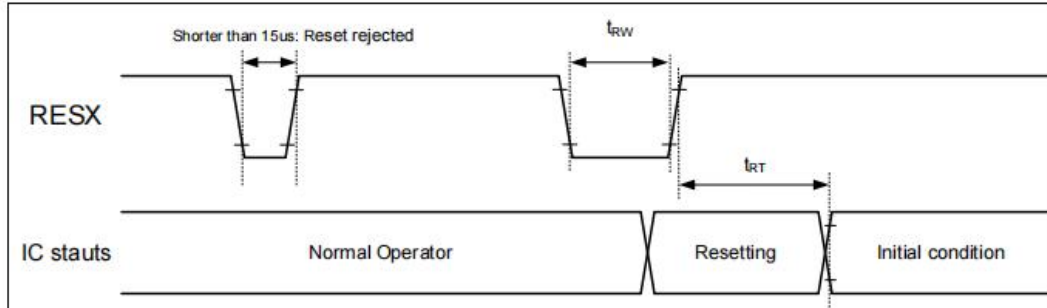 Shorter than 15us: Reset rejected
tRW
RESX
tRT
IC stauts
Normal Operator
Resetting
Initial condition